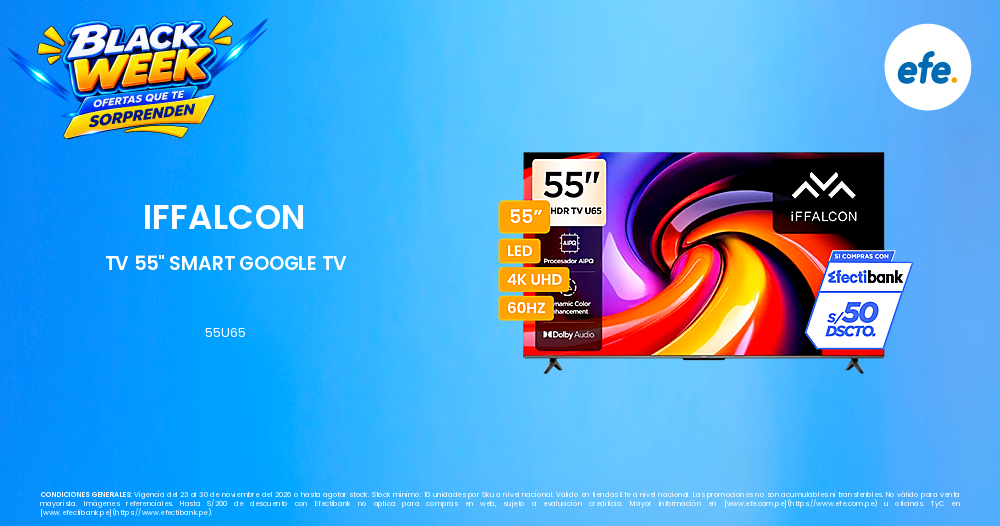 BLACK
WEEK
OFERTAS QUE TE
SORPRENDEN
efe.
IFFALCON
TV 55" SMART GOOGLE TV
55U65
55"
HDR TV U65
iFFALCON
55"
LED
4K UHD
60HZ
AiPQ
Procesador AiPQ
Dynamic Color
Enhancement
Dolby Audio
SI COMPRAS CON
Efectibank
S/50
DSCTO.
CONDICIONES GENERALES: Vigencia del 23 al 30 de noviembre del 2026 o hasta agotar stock. Stock mínimo: 10 unidades por Sku a nivel nacional. Válido en tiendas Efe a nivel nacional. Las promociones no son acumulables ni transferibles. No válido para venta
mayorista. Imágenes referenciales. Hasta S/200 de descuento con Efectibank no aplica para compras en web, sujeto a evaluación crediticia. Mayor información en [www.efe.com.pe](https://www.efe.com.pe) u oficinas. TyC en
[www.efectibank.pe](https://www.efectibank.pe).